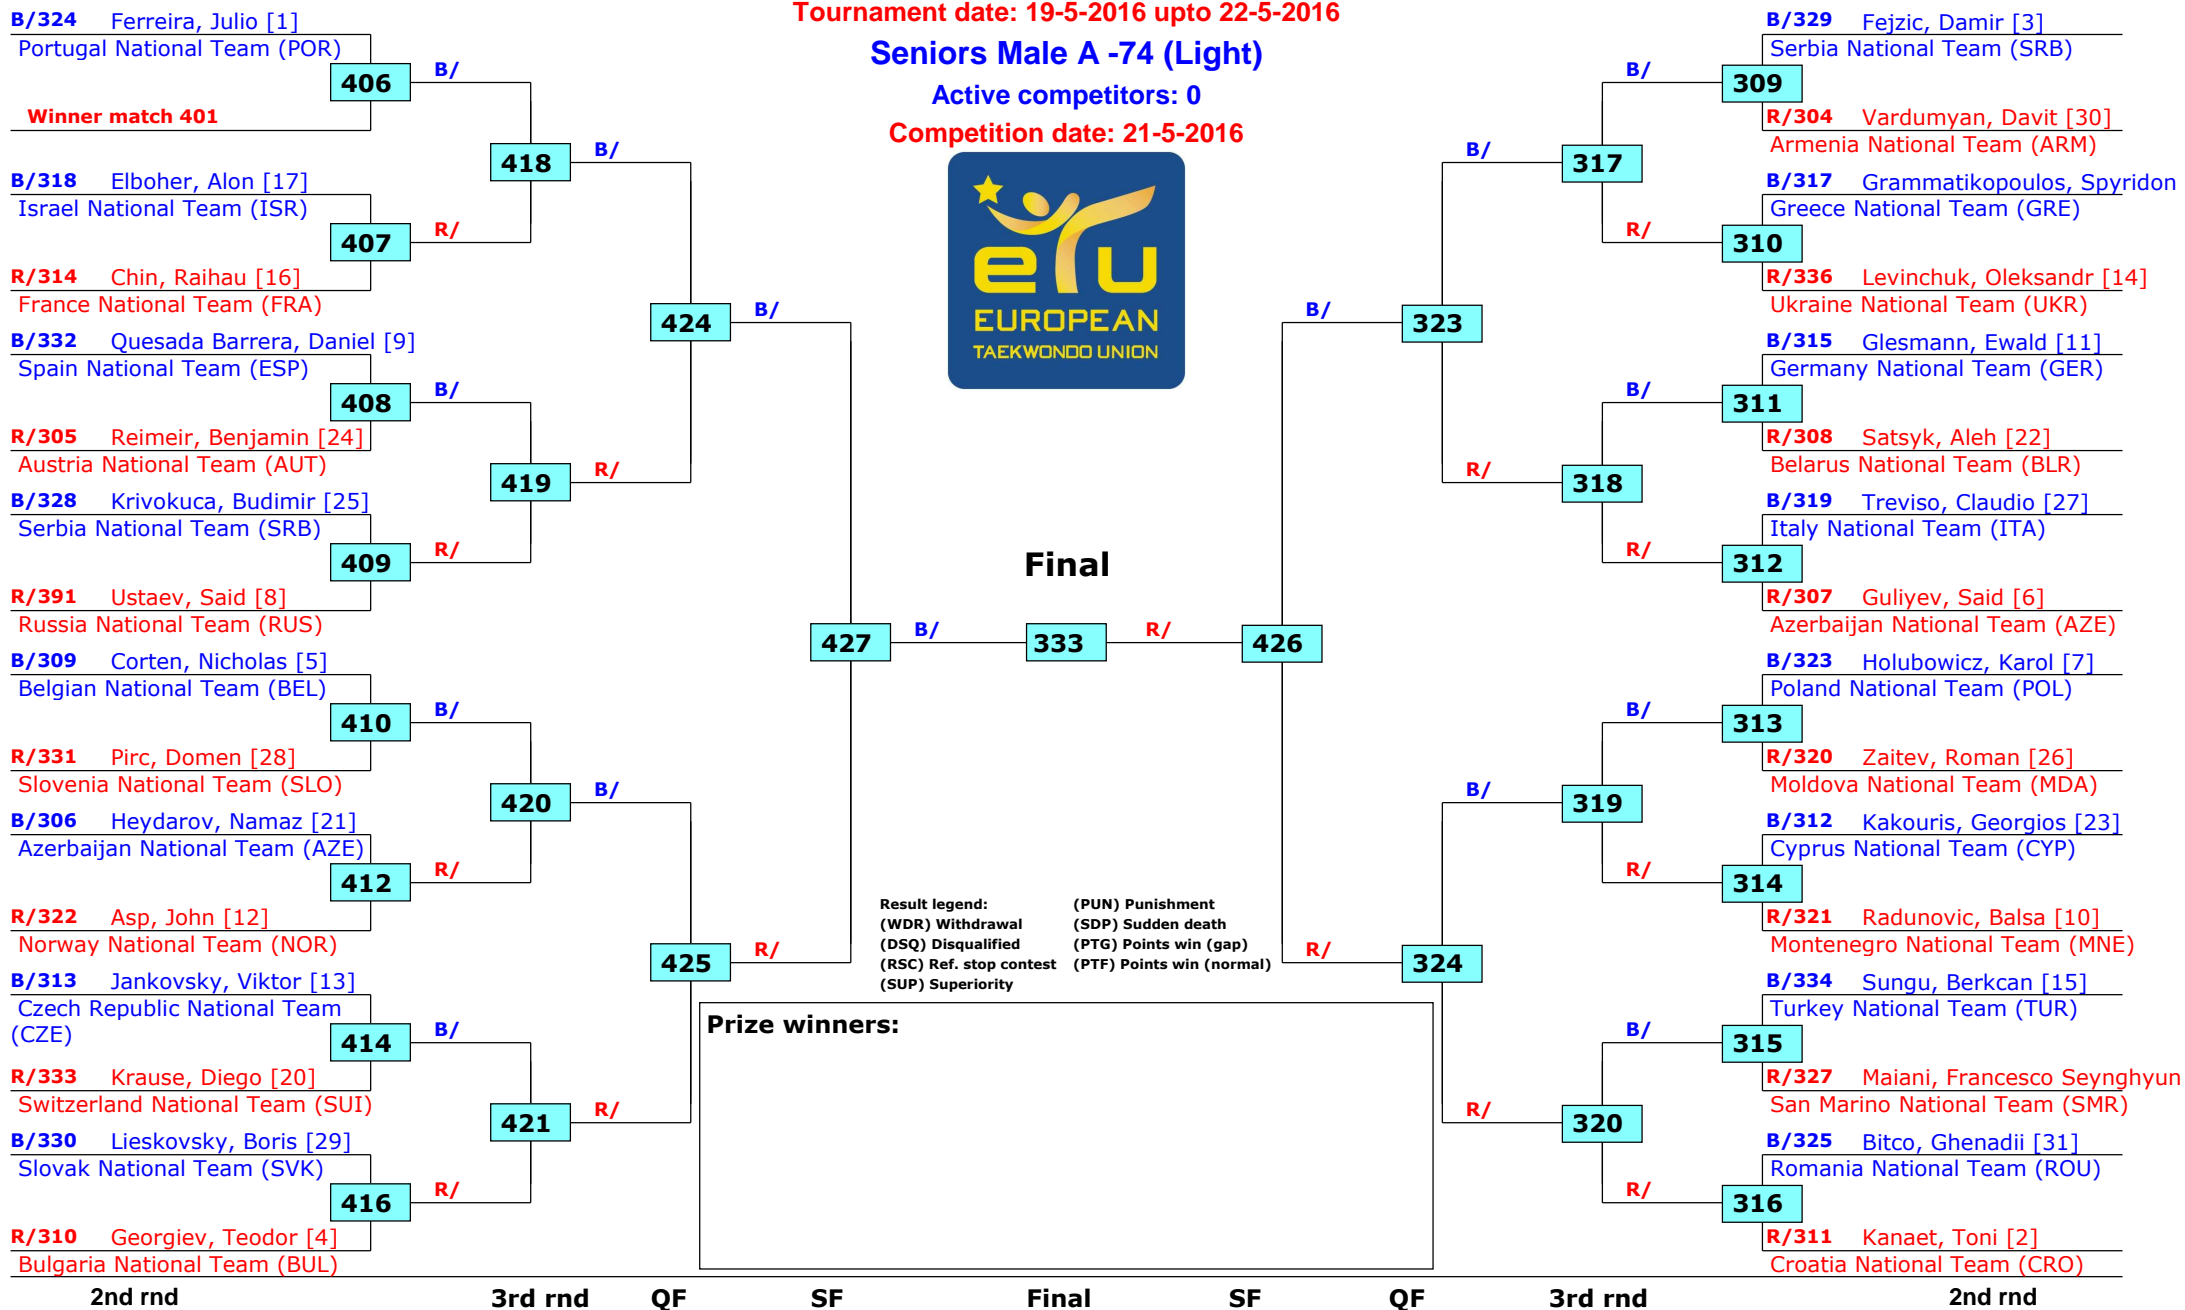 Tournament date: 19-5-2016 upto 22-5-2016
Seniors Male A -74 (Light)
Active competitors: 0
Competition date: 21-5-2016
eTU
EUROPEAN
TAEKWONDO UNION
B/324 Ferreira, Julio [1]
Portugal National Team (POR)
406
B/
Winner match 401
418
B/
B/318 Elboher, Alon [17]
Israel National Team (ISR)
407
R/
R/314 Chin, Raihau [16]
France National Team (FRA)
424
B/
B/332 Quesada Barrera, Daniel [9]
Spain National Team (ESP)
408
B/
R/305 Reimeir, Benjamin [24]
Austria National Team (AUT)
419
R/
B/328 Krivokuca, Budimir [25]
Serbia National Team (SRB)
409
R/
R/391 Ustaev, Said [8]
Russia National Team (RUS)
427
B/
B/309 Corten, Nicholas [5]
Belgian National Team (BEL)
410
B/
R/331 Pirc, Domen [28]
Slovenia National Team (SLO)
420
B/
B/306 Heydarov, Namaz [21]
Azerbaijan National Team (AZE)
412
R/
R/322 Asp, John [12]
Norway National Team (NOR)
425
R/
B/313 Jankovsky, Viktor [13]
Czech Republic National Team
(CZE)
414
B/
R/333 Krause, Diego [20]
Switzerland National Team (SUI)
421
R/
B/330 Lieskovsky, Boris [29]
Slovak National Team (SVK)
416
R/
R/310 Georgiev, Teodor [4]
Bulgaria National Team (BUL)
Final
333
R/
426
Result legend:
(WDR) Withdrawal
(DSQ) Disqualified
(RSC) Ref. stop contest
(SUP) Superiority
(PUN) Punishment
(SDP) Sudden death
(PTG) Points win (gap)
(PTF) Points win (normal)
Prize winners:
B/329 Fejzic, Damir [3]
Serbia National Team (SRB)
B/
309
R/304 Vardumyan, Davit [30]
Armenia National Team (ARM)
B/
317
B/317 Grammatikopoulos, Spyridon
Greece National Team (GRE)
R/
310
R/336 Levinchuk, Oleksandr [14]
Ukraine National Team (UKR)
B/
323
B/315 Glesmann, Ewald [11]
Germany National Team (GER)
B/
311
R/308 Satsyk, Aleh [22]
Belarus National Team (BLR)
R/
318
B/319 Treviso, Claudio [27]
Italy National Team (ITA)
R/
312
R/307 Guliyev, Said [6]
Azerbaijan National Team (AZE)
B/323 Holubowicz, Karol [7]
Poland National Team (POL)
B/
313
R/320 Zaitev, Roman [26]
Moldova National Team (MDA)
B/
319
B/312 Kakouris, Georgios [23]
Cyprus National Team (CYP)
R/
314
R/321 Radunovic, Balsa [10]
Montenegro National Team (MNE)
R/
324
B/334 Sungu, Berkcan [15]
Turkey National Team (TUR)
B/
315
R/327 Maiani, Francesco Seynghyun
San Marino National Team (SMR)
R/
320
B/325 Bitco, Ghenadii [31]
Romania National Team (ROU)
R/
316
R/311 Kanaet, Toni [2]
Croatia National Team (CRO)
2nd rnd 3rd rnd QF SF Final SF QF 3rd rnd 2nd rnd